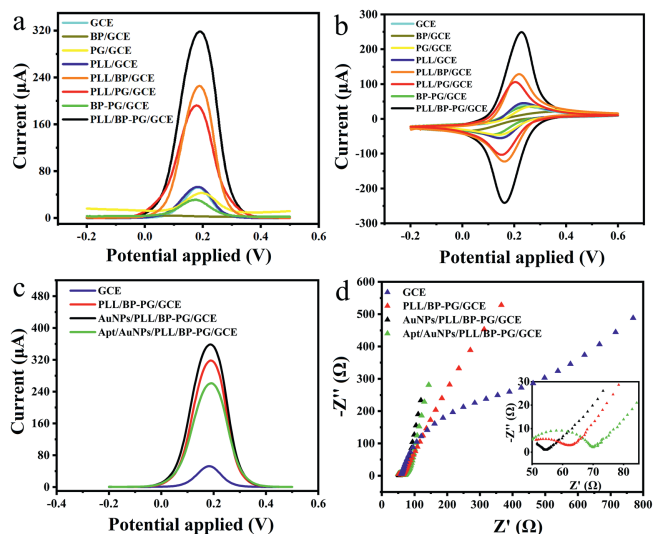 a
GCE
BP/GCE
PG/GCE
PLL/GCE
PLL/BP/GCE
PLL/PG/GCE
BP-PG/GCE
PLL/BP-PG/GCE
320
240
160
80
0
-0.2 0.0 0.2 0.4 0.6
Current (μA)
Potential applied (V)
b
GCE
BP/GCE
PG/GCE
PLL/GCE
PLL/BP/GCE
PLL/PG/GCE
BP-PG/GCE
PLL/BP-PG/GCE
300
200
100
0
-100
-200
-300
-0.2 0.0 0.2 0.4 0.6
Current (μA)
Potential applied (V)
c
GCE
PLL/BP-PG/GCE
AuNPs/PLL/BP-PG/GCE
Apt/AuNPs/PLL/BP-PG/GCE
480
360
240
120
0
-0.4 -0.2 0.0 0.2 0.4 0.6
Current (μA)
Potential applied (V)
d
GCE
PLL/BP-PG/GCE
AuNPs/PLL/BP-PG/GCE
Apt/AuNPs/PLL/BP-PG/GCE
600
500
400
300
200
100
0
0 100 200 300 400 500 600 700 800
-Z'' (Ω)
Z' (Ω)
30
20
10
0
50 60 70 80
-Z'' (Ω)
Z' (Ω)